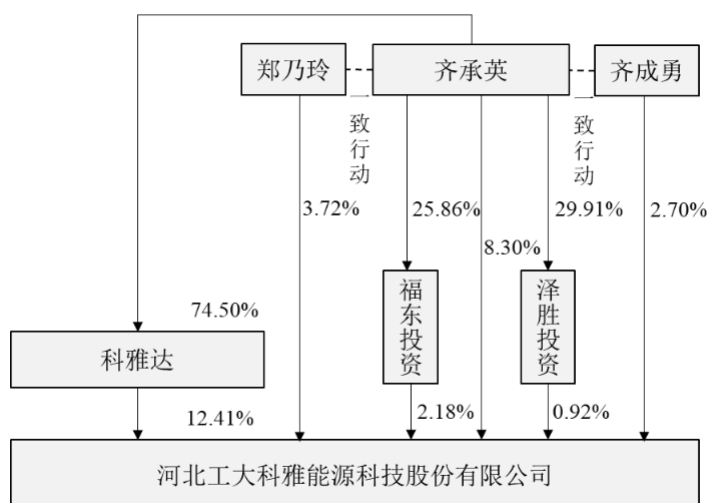 郑乃玲
齐承英
齐成勇
一致行动
一致行动
3.72%
25.86%
29.91%
2.70%
8.30%
福东投资
泽胜投资
74.50%
科雅达
12.41%
2.18%
0.92%
河北工大科雅能源科技股份有限公司